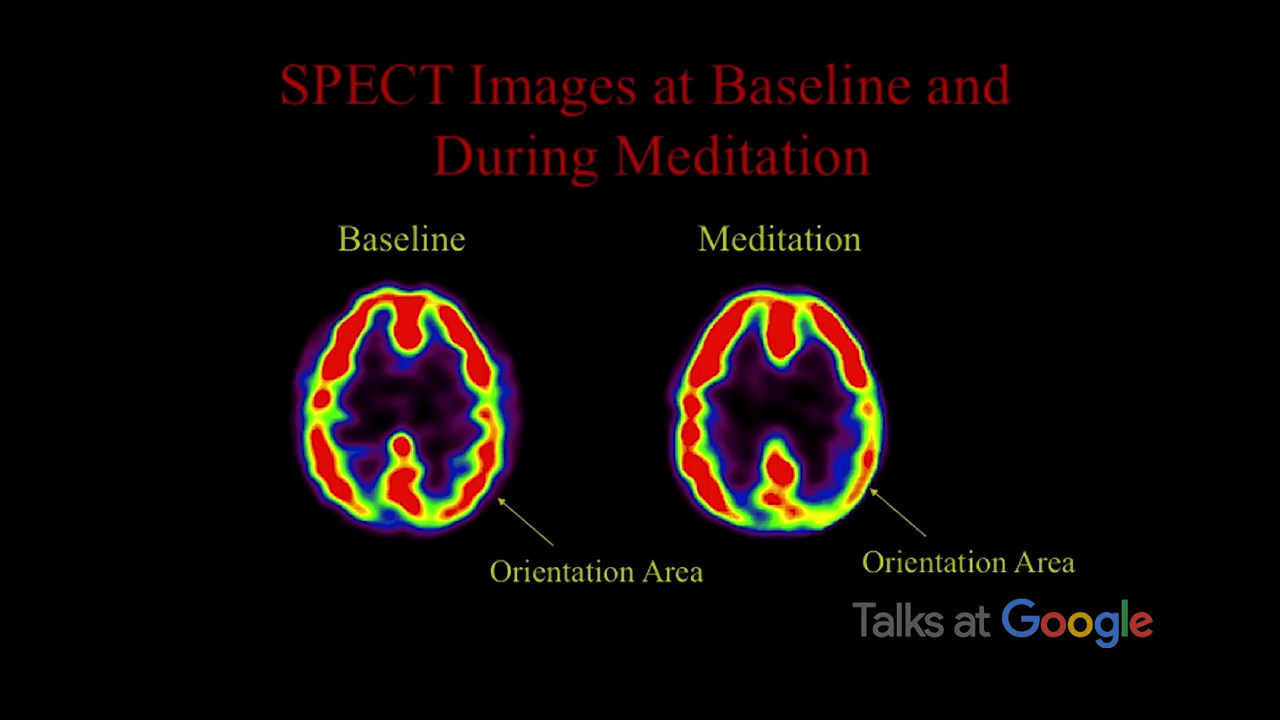 SPECT Images at Baseline and
During Meditation
Baseline
Meditation
Orientation Area
Orientation Area
Talks at Google